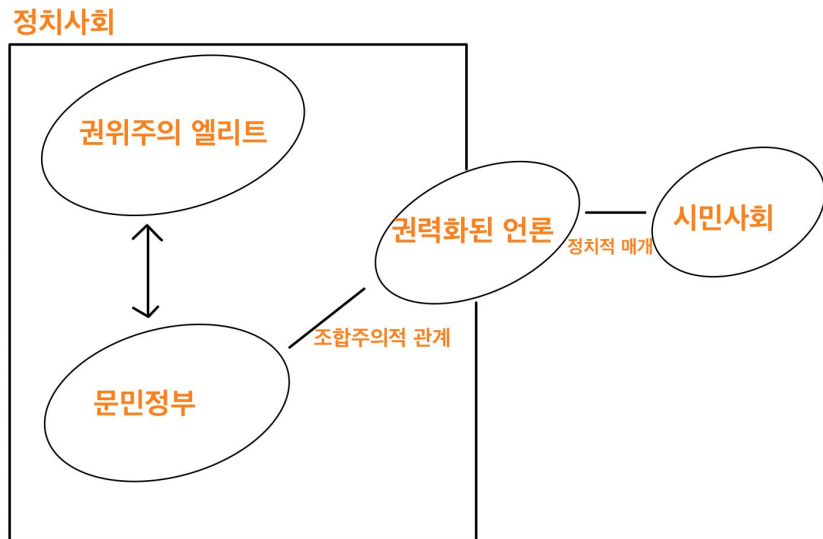 정치사회
권위주의 엘리트
권력화된 언론
시민사회
정치적 매개
조합주의적 관계
문민정부